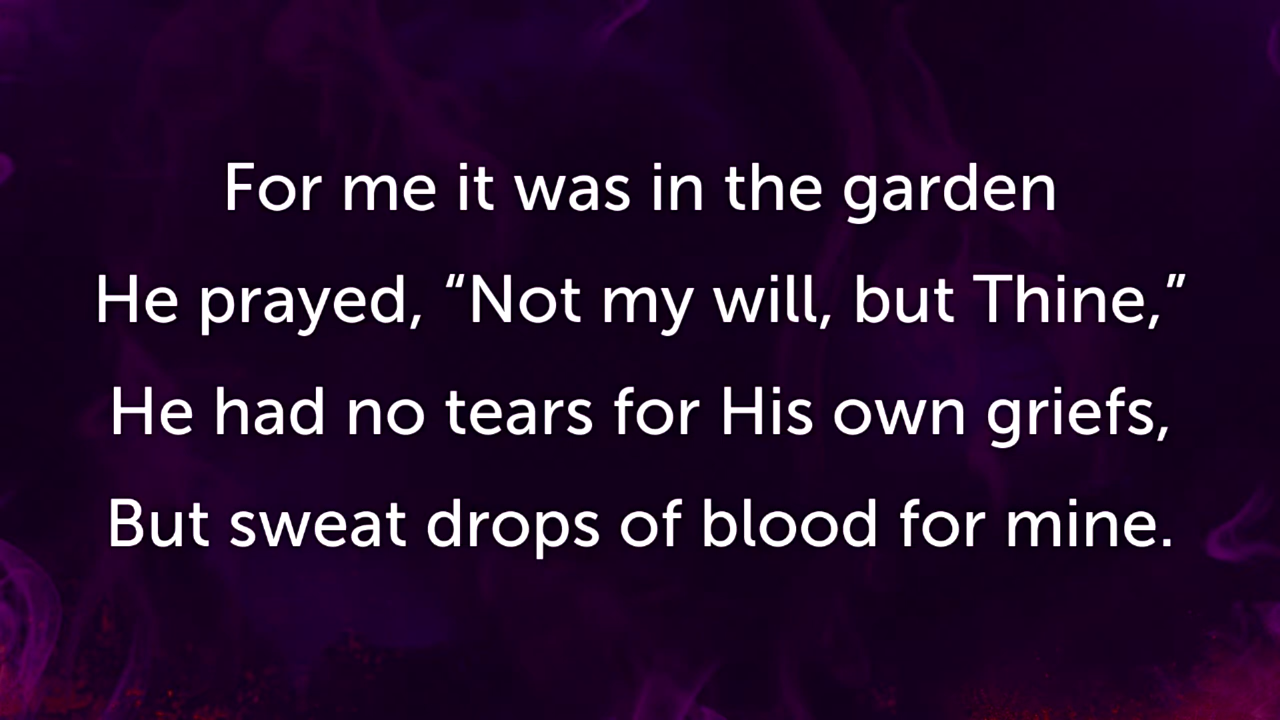 For me it was in the garden
He prayed, “Not my will, but Thine,”
He had no tears for His own griefs,
But sweat drops of blood for mine.